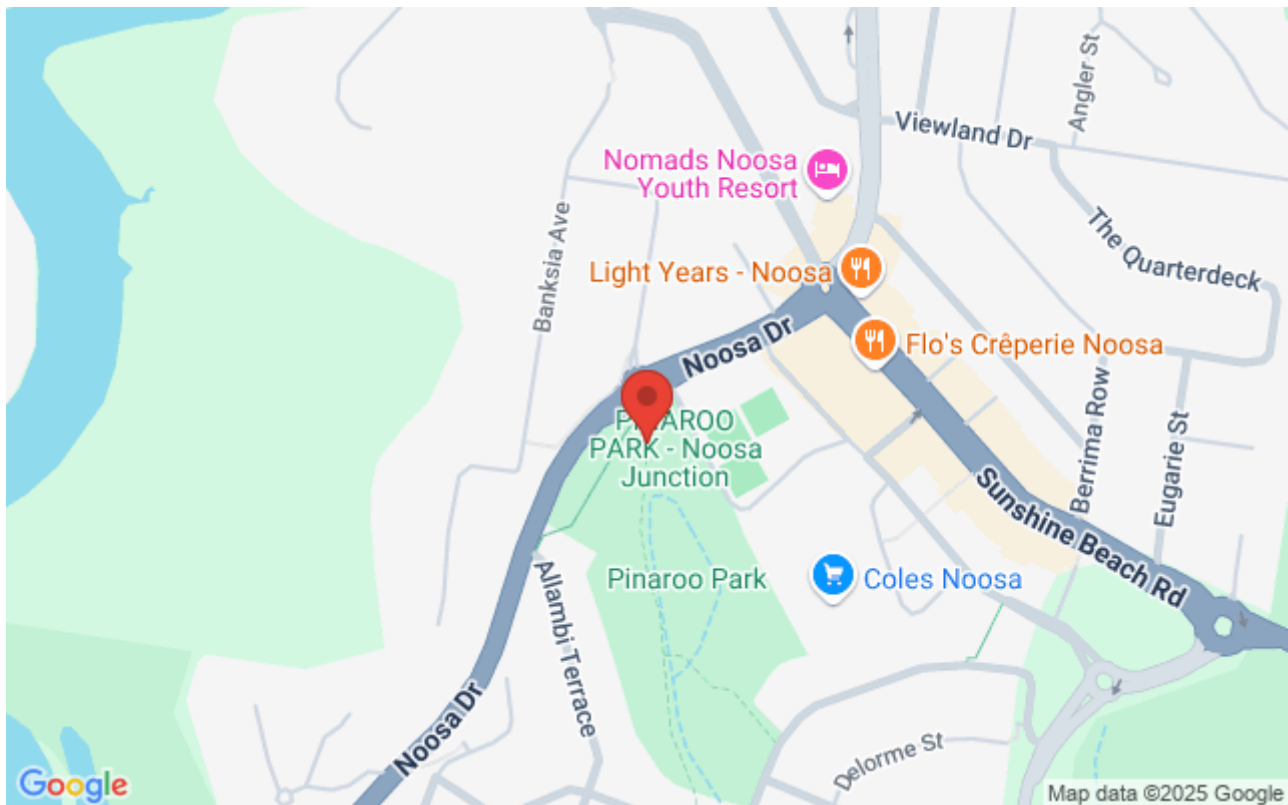 Angler St
Viewland Dr
Nomads Noosa
Youth Resort
The Quarterdeck
Banksia Ave
Light Years - Noosa
Noosa Dr
Flo's Crêperie Noosa
Berrima Row
Eugarie St
PINAROO
PARK - Noosa
Junction
Sunshine Beach Rd
Pinaroo Park
Coles Noosa
Allambi Terrace
Noosa Dr
Delorme St
Google
Map data ©2025 Google